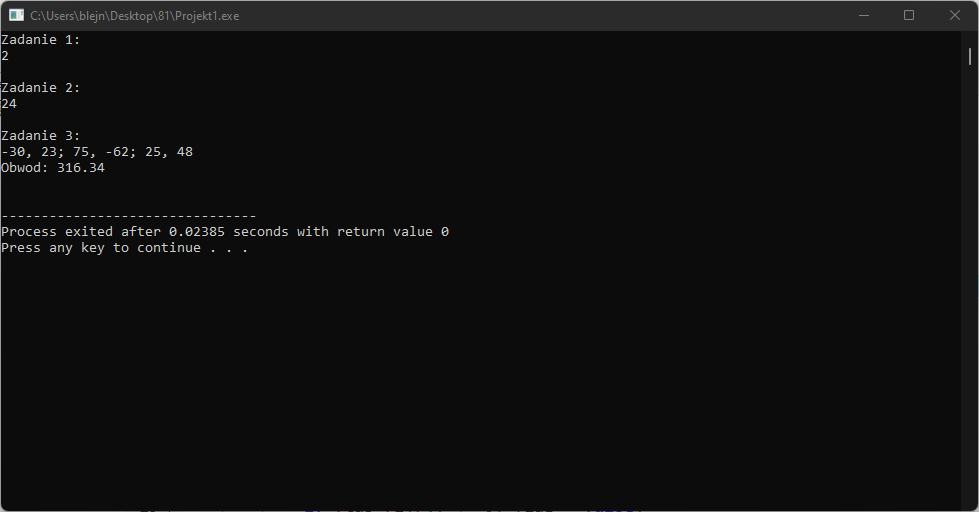 C:\Users\blejn\Desktop\81\Projekt1.exe
Zadanie 1:
2
Zadanie 2:
24
Zadanie 3:
-30, 23; 75, -62; 25, 48
Obwod: 316.34
--------------------------------
Process exited after 0.02385 seconds with return value 0
Press any key to continue . . .